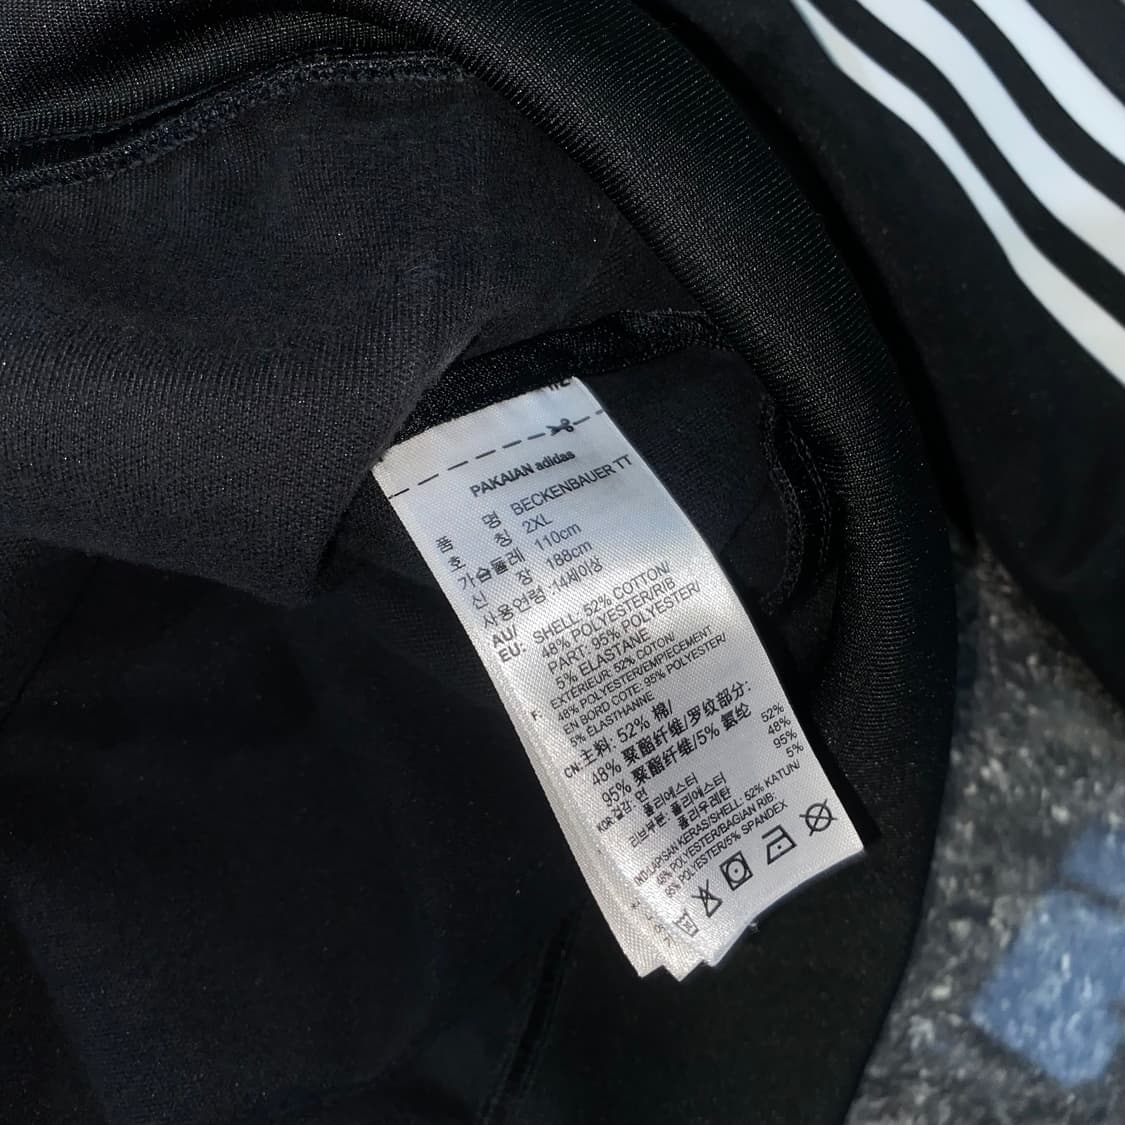 PAKAIAN adidas
품 명 BECKENBAUER TT
호 칭 2XL
가슴둘레 110cm
신 장 188cm
사용연령:14세이상
AU/ EU: SHELL: 52% COTTON/
48% POLYESTER/RIB
PART: 95% POLYESTER/
5% ELASTANE
F: EXTÉRIEUR: 52% COTON/
48% POLYESTER/EMPIECEMENT
EN BORD COTE: 95% POLYESTER/
5% ÉLASTHANNE
CN: 主料: 52% 棉/
48% 聚酯纤维/罗纹部分:
95% 聚酯纤维/5% 氨纶
KOR: 겉감: 면 52%
폴리에스터 48%
리브부분: 폴리에스터 95%
폴리우레탄 5%
IND/LAPISAN KERAS/SHELL: 52% KATUN/
48% POLYESTER/BAGIAN RIB:
95% POLYESTER/5% SPANDEX